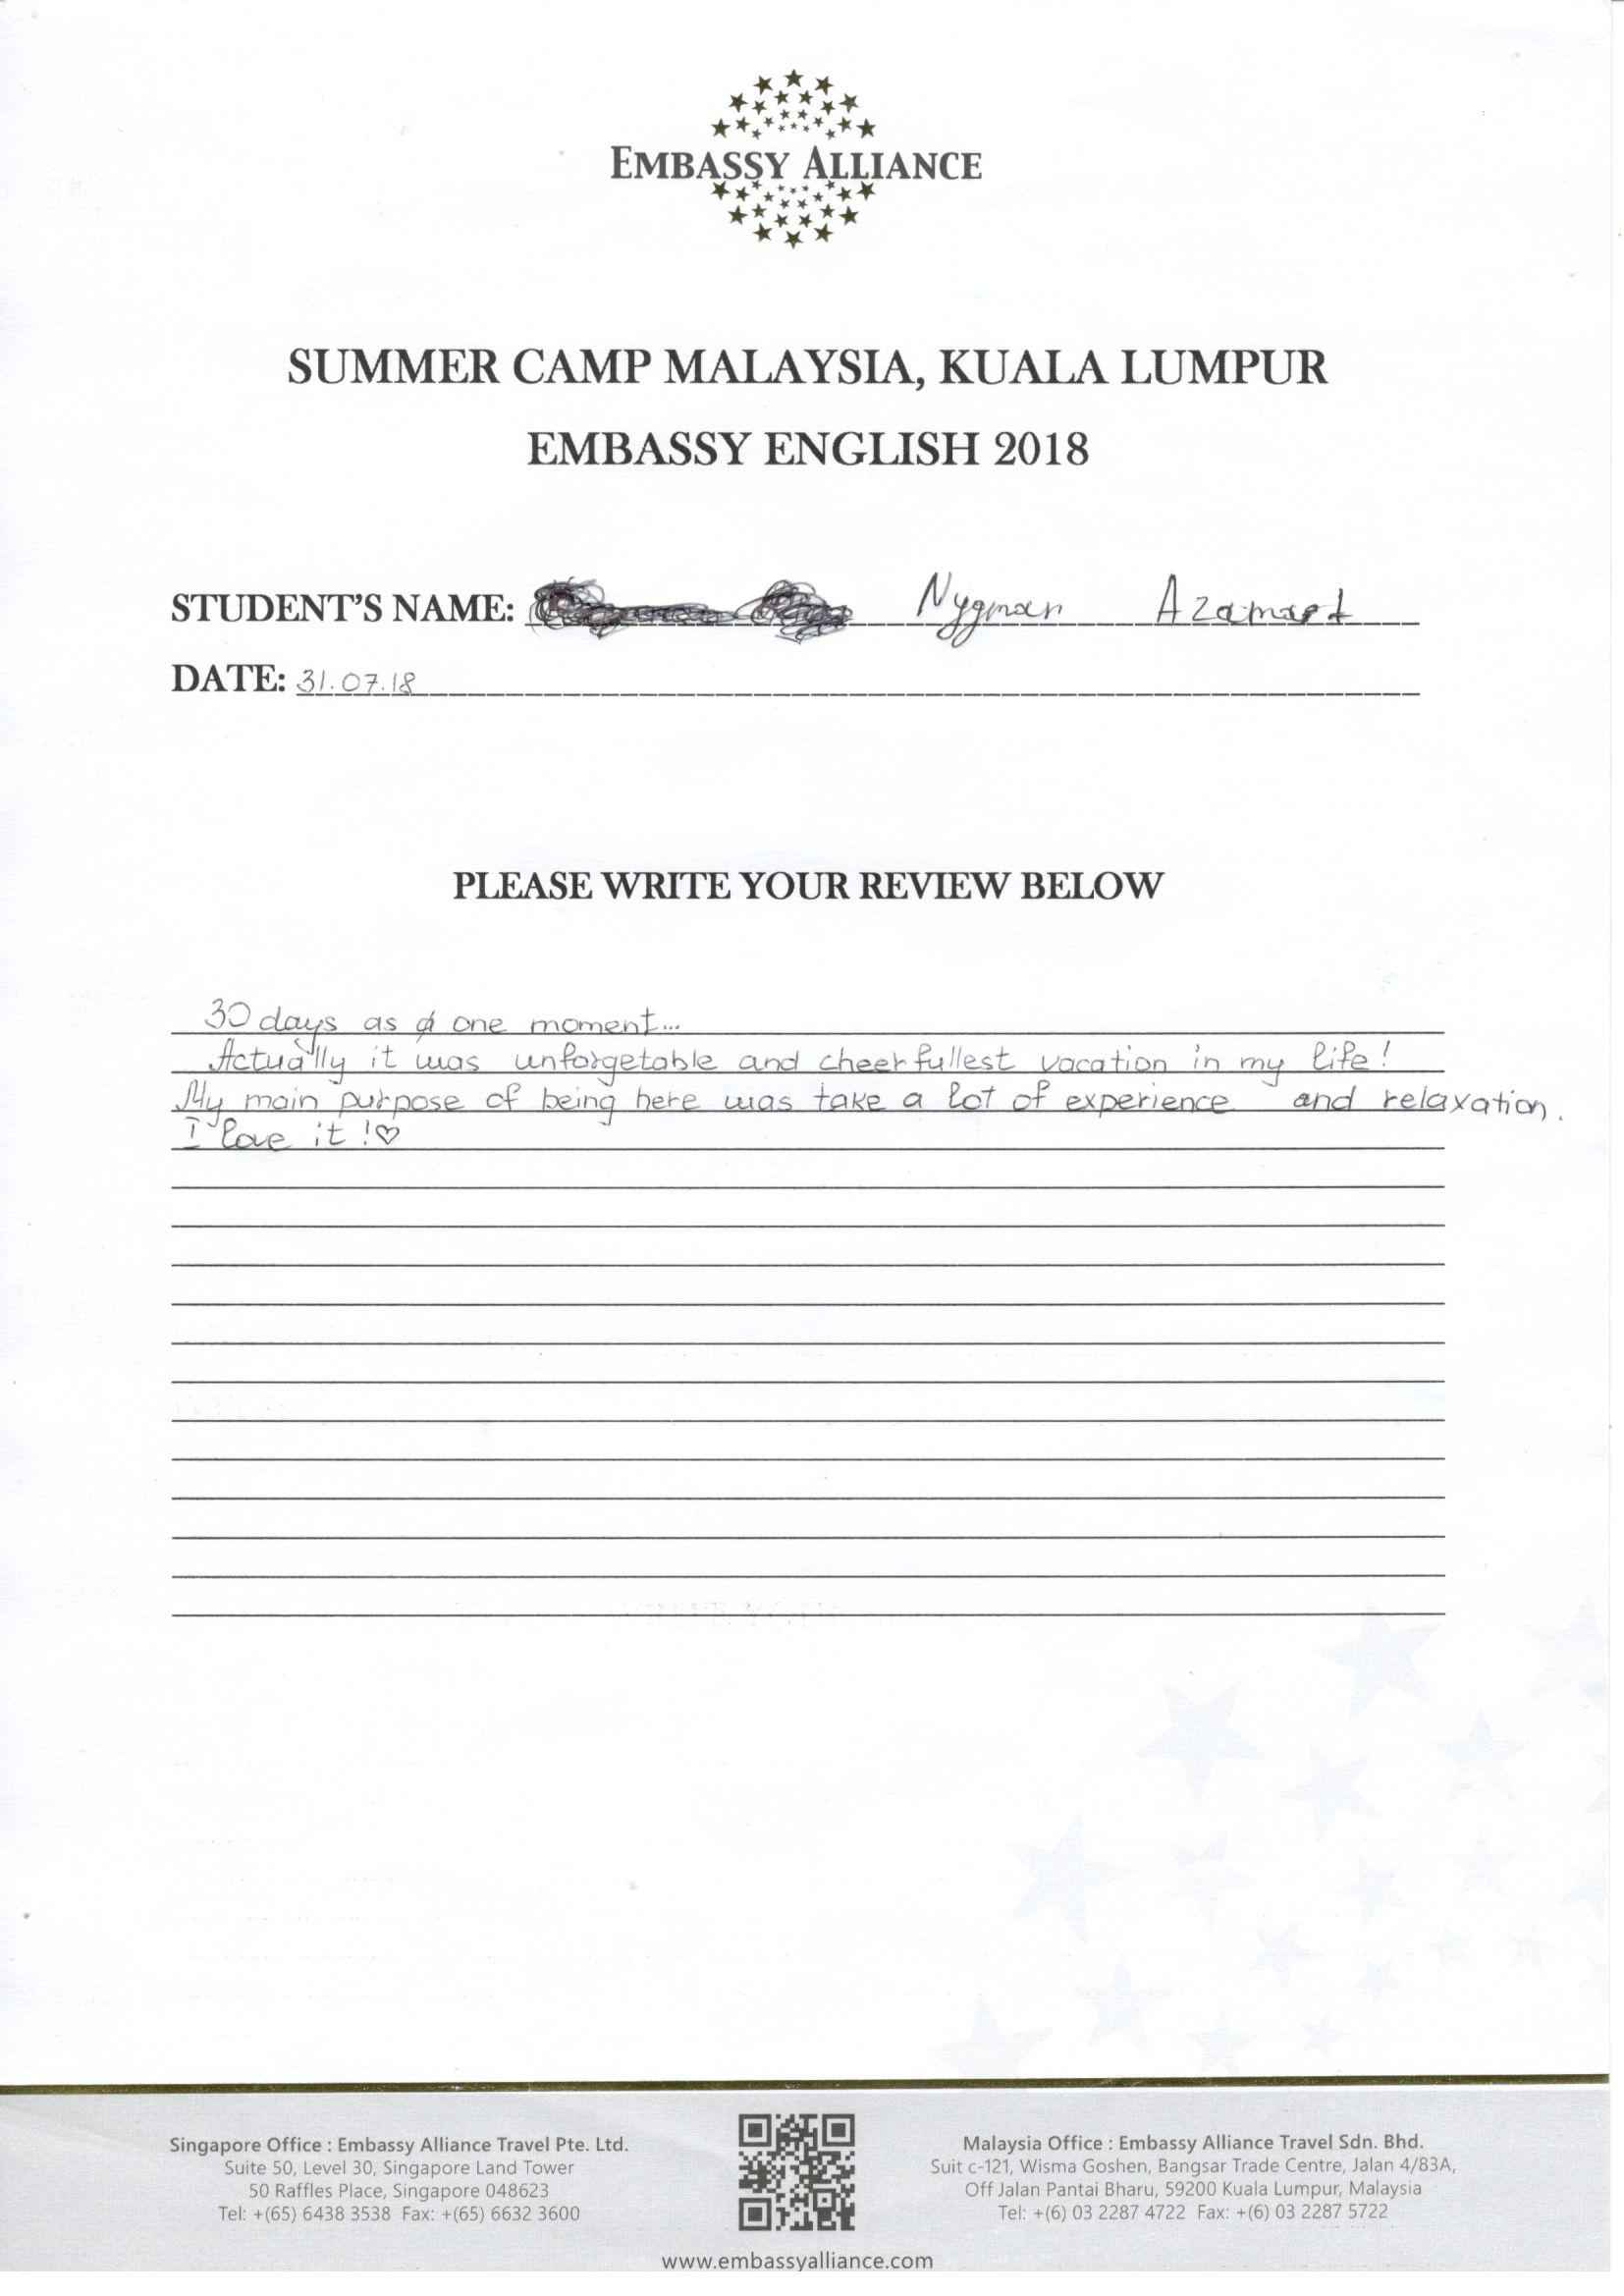 EMBASSY ALLIANCE
SUMMER CAMP MALAYSIA, KUALA LUMPUR
EMBASSY ENGLISH 2018
STUDENT'S NAME: Nygman Azamat
DATE: 31.07.18
PLEASE WRITE YOUR REVIEW BELOW
30 days as one moment...
Actually it was unforgetable and cheerfullest vacation in my life!
My main purpose of being here was take a lot of experience and relaxation.
I love it!♡
Singapore Office : Embassy Alliance Travel Pte. Ltd.
Suite 50, Level 30, Singapore Land Tower
50 Raffles Place, Singapore 048623
Tel: +(65) 6438 3538 Fax: +(65) 6632 3600
Malaysia Office : Embassy Alliance Travel Sdn. Bhd.
Suit c-121, Wisma Goshen, Bangsar Trade Centre, Jalan 4/83A,
Off Jalan Pantai Bharu, 59200 Kuala Lumpur, Malaysia
Tel: +(6) 03 2287 4722 Fax: +(6) 03 2287 5722
www.embassyalliance.com